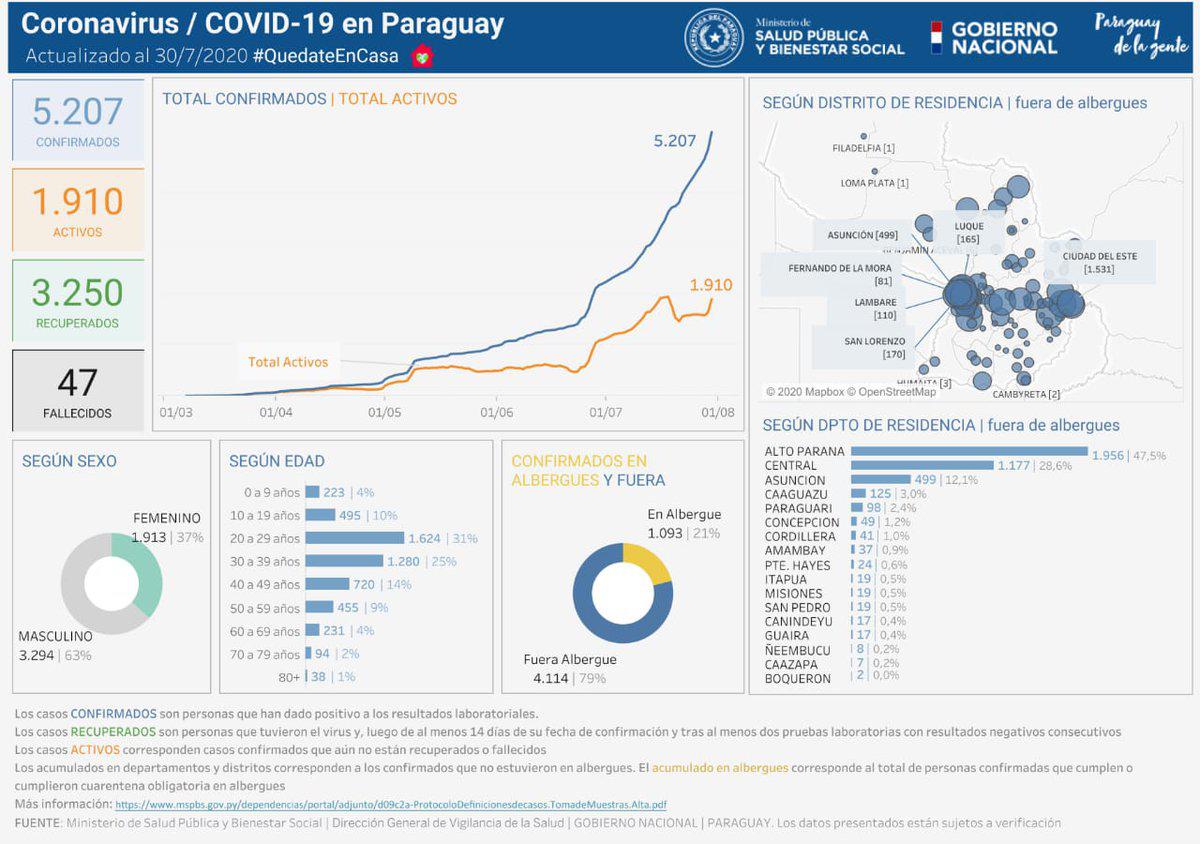 Coronavirus / COVID-19 en Paraguay
Actualizado al 30/7/2020 #QuedateEnCasa
REPUBLICA DEL PARAGUAY
Ministerio de
SALUD PÚBLICA
Y BIENESTAR SOCIAL
GOBIERNO
NACIONAL
Paraguay
de la gente
5.207
CONFIRMADOS
1.910
ACTIVOS
3.250
RECUPERADOS
47
FALLECIDOS
TOTAL CONFIRMADOS | TOTAL ACTIVOS
5.207
1.910
Total Activos
01/03
01/04
01/05
01/06
01/07
01/08
SEGÚN DISTRITO DE RESIDENCIA | fuera de albergues
FILADELFIA [1]
LOMA PLATA [1]
ASUNCIÓN [499]
LUQUE
[165]
CIUDAD DEL ESTE
[1.531]
FERNANDO DE LA MORA
[81]
LAMBARE
[110]
SAN LORENZO
[170]
HUMAITA [3]
CAMBYRETA [2]
© 2020 Mapbox © OpenStreetMap
SEGÚN SEXO
FEMENINO
1.913 | 37%
MASCULINO
3.294 | 63%
SEGÚN EDAD
0 a 9 años 223 | 4%
10 a 19 años 495 | 10%
20 a 29 años 1.624 | 31%
30 a 39 años 1.280 | 25%
40 a 49 años 720 | 14%
50 a 59 años 455 | 9%
60 a 69 años 231 | 4%
70 a 79 años 94 | 2%
80+ 38 | 1%
CONFIRMADOS EN
ALBERGUES Y FUERA
En Albergue
1.093 | 21%
Fuera Albergue
4.114 | 79%
SEGÚN DPTO DE RESIDENCIA | fuera de albergues
ALTO PARANA 1.956 | 47,5%
CENTRAL 1.177 | 28,6%
ASUNCION 499 | 12,1%
CAAGUAZU 125 | 3,0%
PARAGUARI 98 | 2,4%
CONCEPCION 49 | 1,2%
CORDILLERA 41 | 1,0%
AMAMBAY 37 | 0,9%
PTE. HAYES 24 | 0,6%
ITAPUA 19 | 0,5%
MISIONES 19 | 0,5%
SAN PEDRO 19 | 0,5%
CANINDEYU 17 | 0,4%
GUAIRA 17 | 0,4%
ÑEEMBUCU 8 | 0,2%
CAAZAPA 7 | 0,2%
BOQUERON 2 | 0,0%
Los casos CONFIRMADOS son personas que han dado positivo a los resultados laboratoriales.
Los casos RECUPERADOS son personas que tuvieron el virus y, luego de al menos 14 días de su fecha de confirmación y tras al menos dos pruebas laboratorias con resultados negativos consecutivos
Los casos ACTIVOS corresponden casos confirmados que aún no están recuperados o fallecidos
Los acumulados en departamentos y distritos corresponden a los confirmados que no estuvieron en albergues. El acumulado en albergues corresponde al total de personas confirmadas que cumplen o
cumplieron cuarentena obligatoria en albergues
Más información: https://www.mspbs.gov.py/dependencias/portal/adjunto/d09c2a-ProtocoloDefinicionesdecasos.TomadeMuestras.Alta.pdf
FUENTE: Ministerio de Salud Pública y Bienestar Social | Dirección General de Vigilancia de la Salud | GOBIERNO NACIONAL | PARAGUAY. Los datos presentados están sujetos a verificación